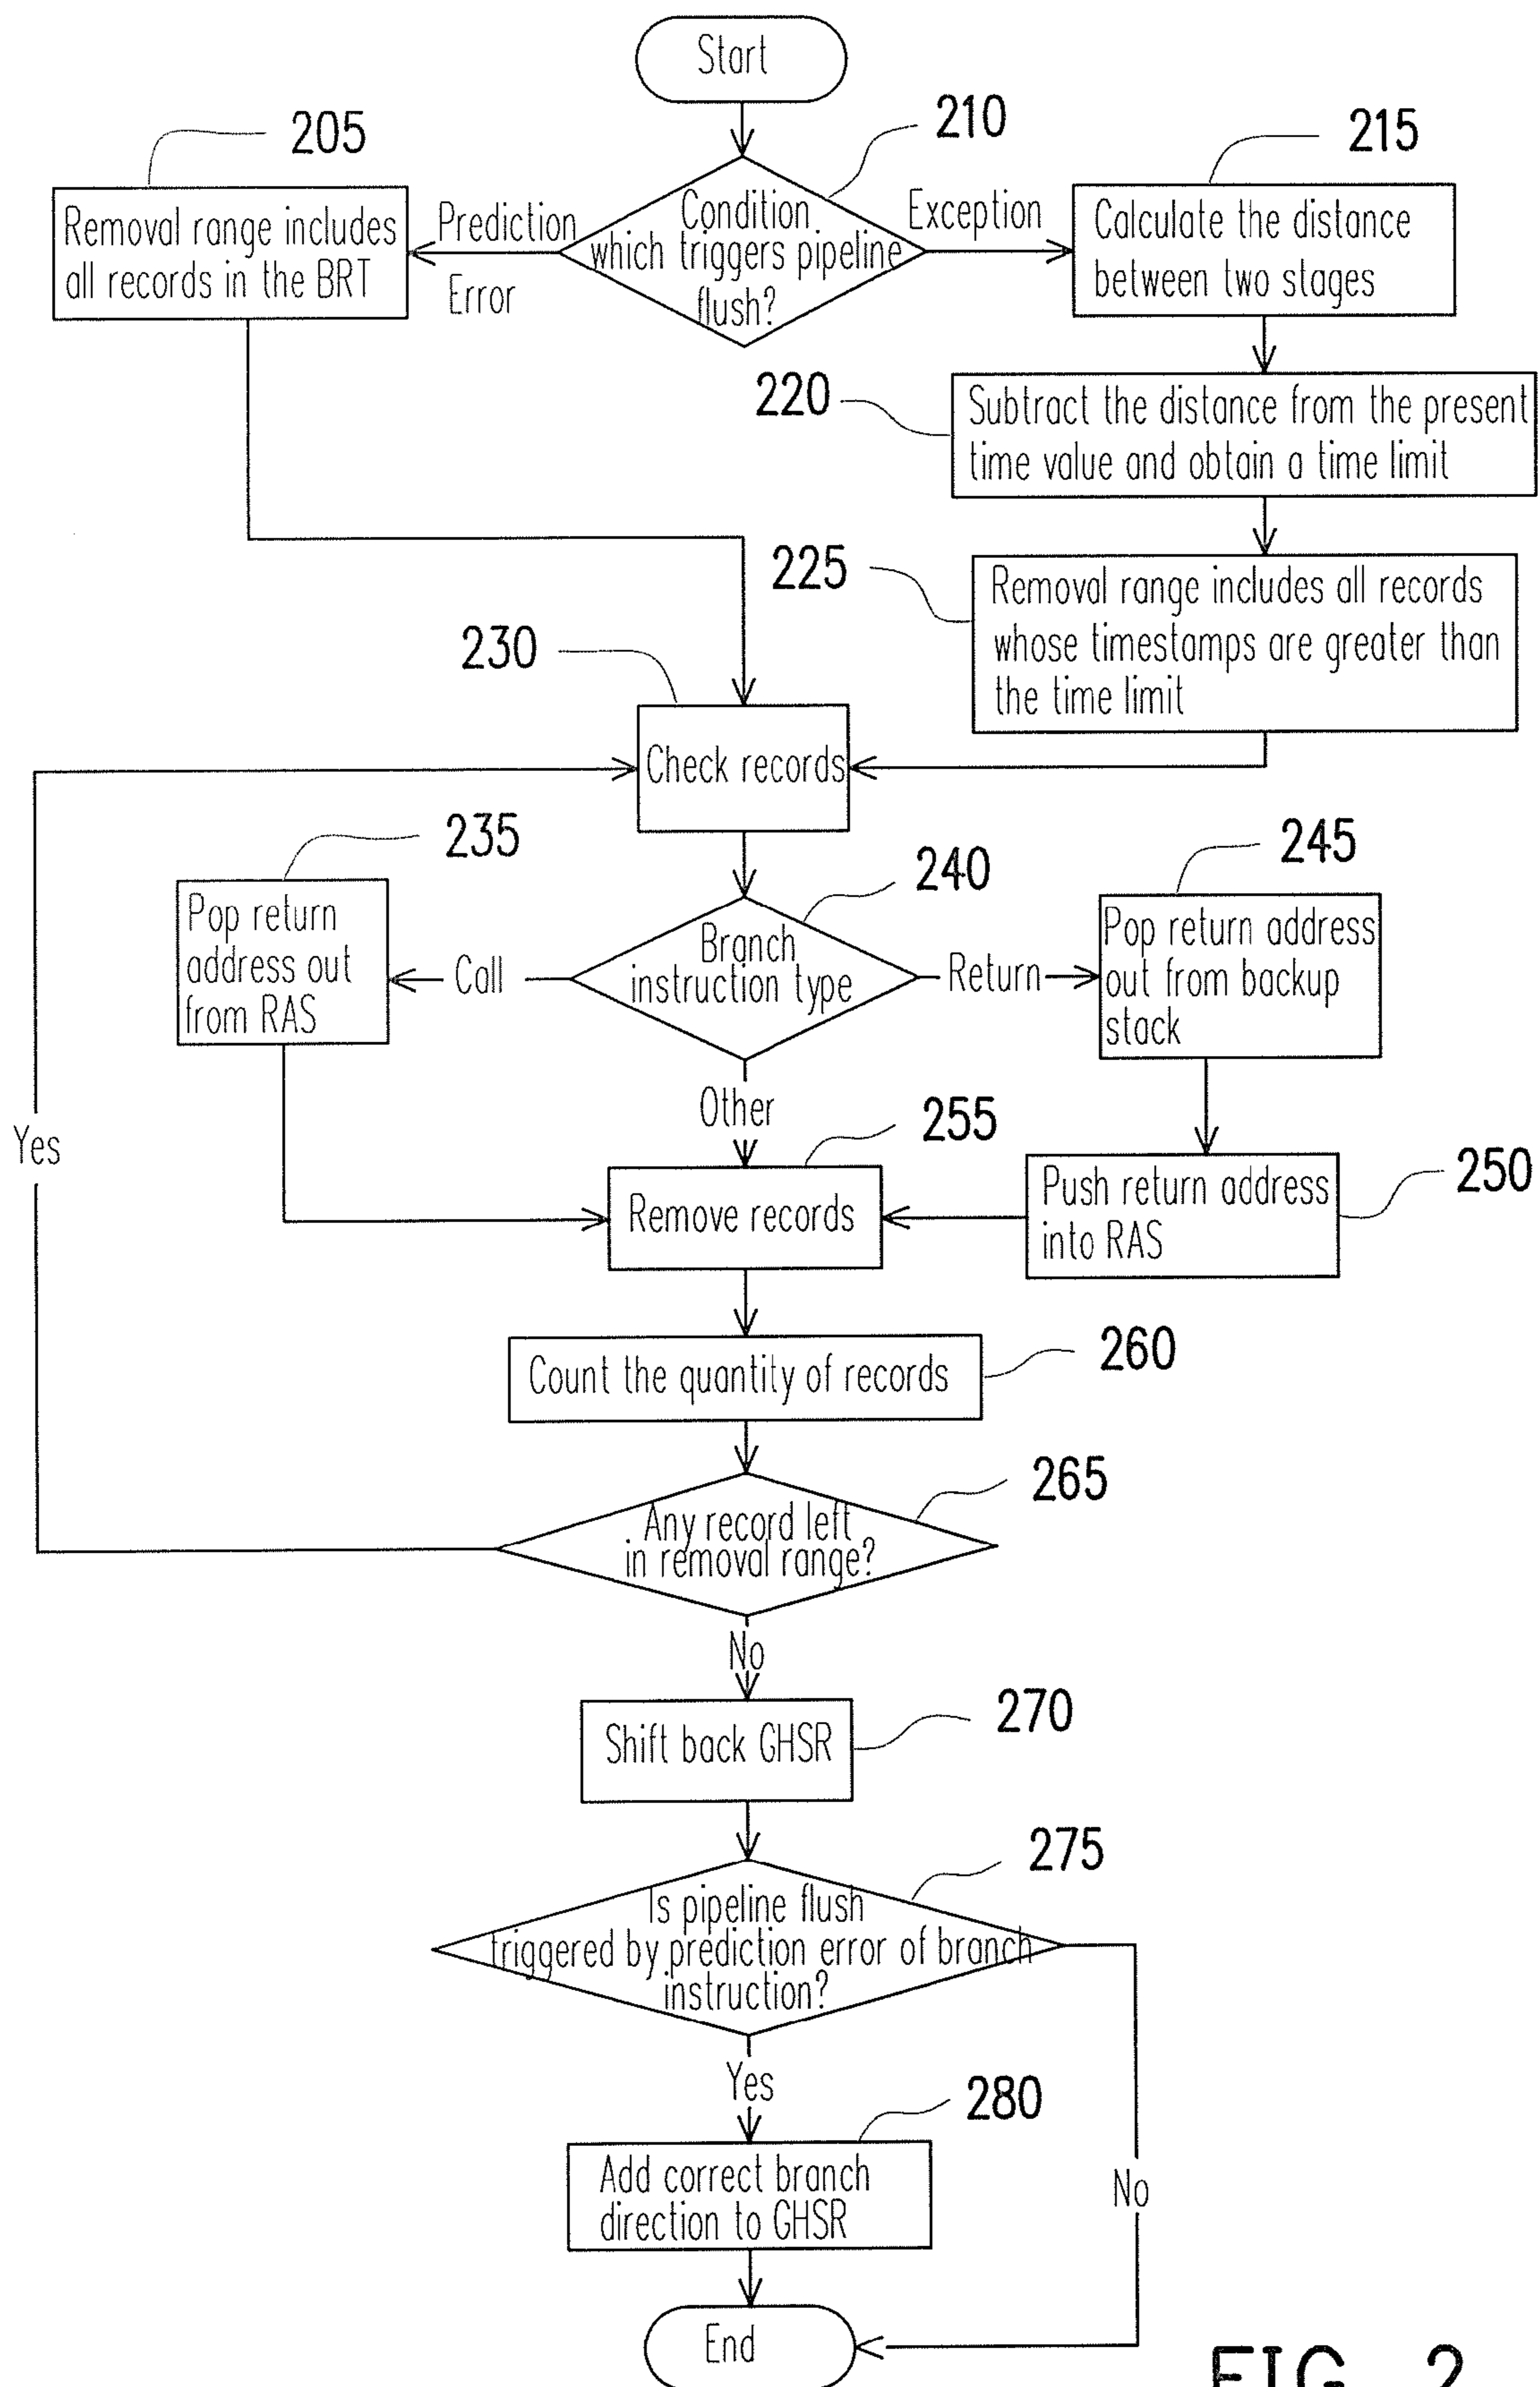 Start
210
205
215
Prediction
Error
Condition
which triggers pipeline
flush?
Exception
Removal range includes
all records in the BRT
Calculate the distance
between two stages
220
Subtract the distance from the present
time value and obtain a time limit
225
Removal range includes all records
whose timestamps are greater than
the time limit
230
Check records
235
240
245
Pop return
address out
from RAS
Call
Branch
instruction type
Return
Pop return address
out from backup
stack
Other
Yes
255
250
Remove records
Push return address
into RAS
260
Count the quantity of records
265
Any record left
in removal range?
No
270
Shift back GHSR
275
Is pipeline flush
triggered by prediction error of branch
instruction?
Yes
280
Add correct branch
direction to GHSR
No
End
FIG. 2